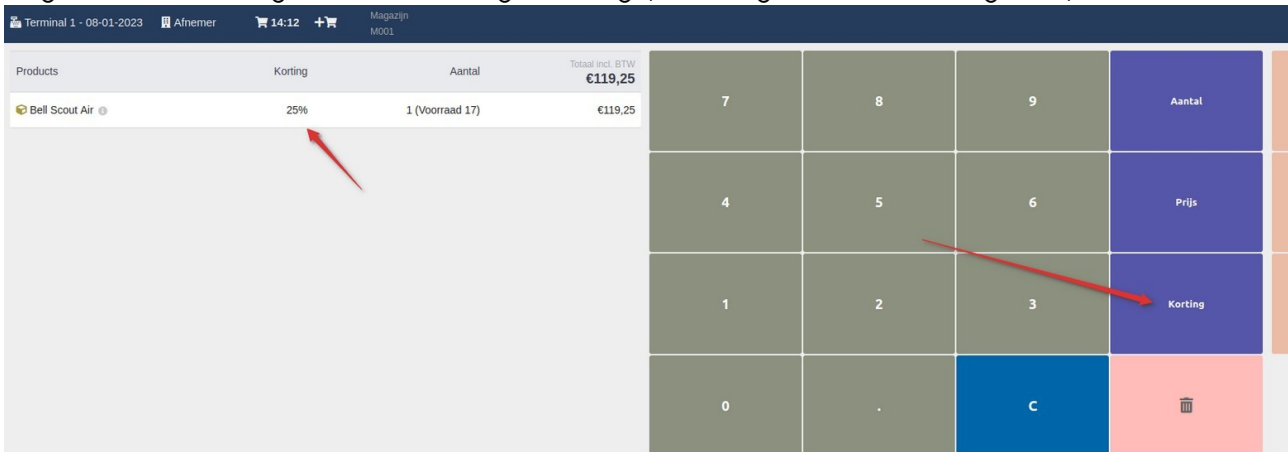 Terminal 1 - 08-01-2023 Afnemer 14:12 Magazijn
M001
Products Korting Aantal Totaal incl. BTW
€119,25
Bell Scout Air 25% 1 (Voorraad 17) €119,25
7 8 9 Aantal
4 5 6 Prijs
1 2 3 Korting
0 . C